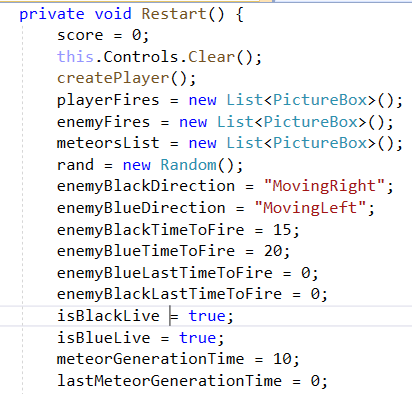 private void Restart() {
score = 0;
this.Controls.Clear();
createPlayer();
playerFires = new List<PictureBox>();
enemyFires = new List<PictureBox>();
meteorsList = new List<PictureBox>();
rand = new Random();
enemyBlackDirection = "MovingRight";
enemyBlueDirection = "MovingLeft";
enemyBlackTimeToFire = 15;
enemyBlueTimeToFire = 20;
enemyBlueLastTimeToFire = 0;
enemyBlackLastTimeToFire = 0;
isBlackLive = true;
isBlueLive = true;
meteorGenerationTime = 10;
lastMeteorGenerationTime = 0;